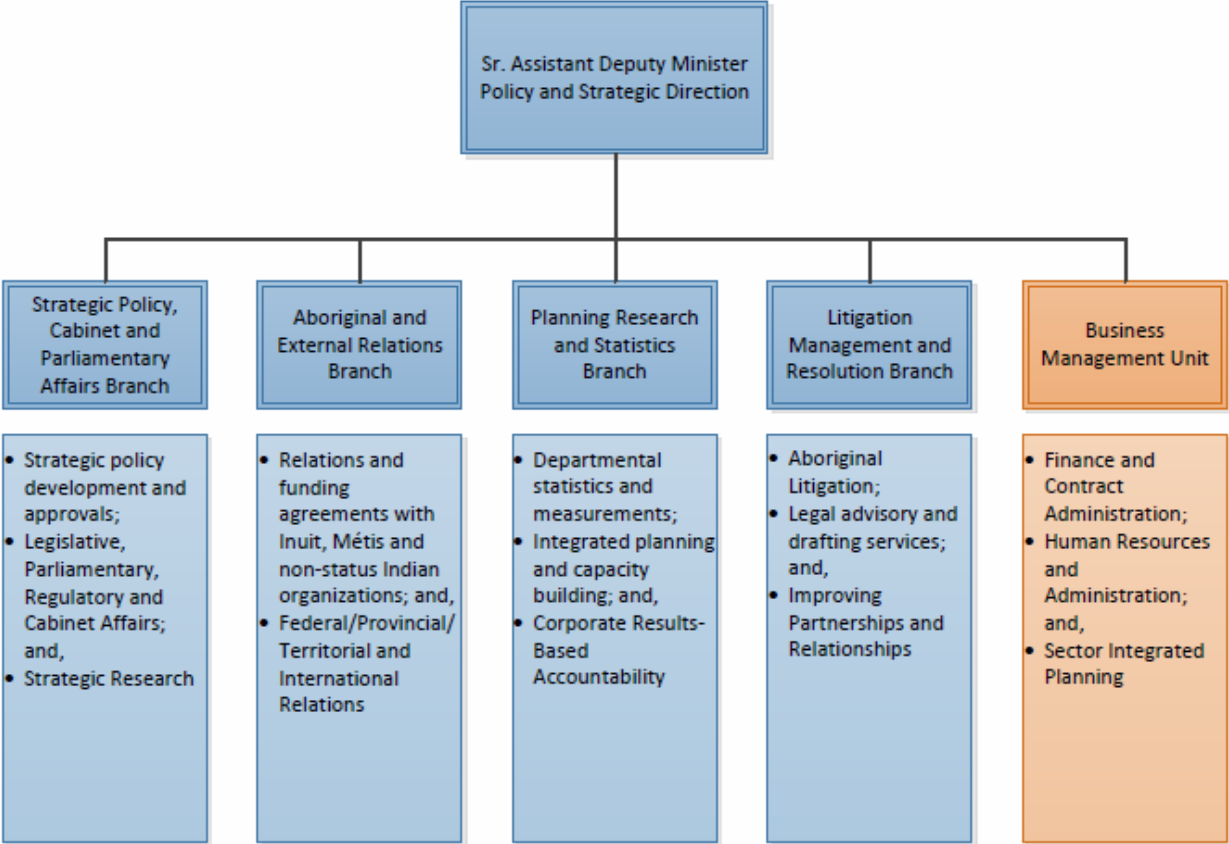 Sr. Assistant Deputy Minister
Policy and Strategic Direction
Strategic Policy,
Cabinet and
Parliamentary
Affairs Branch
Aboriginal and
External Relations
Branch
Planning Research
and Statistics
Branch
Litigation
Management and
Resolution Branch
Business
Management Unit
• Strategic policy
development and
approvals;
• Legislative,
Parliamentary,
Regulatory and
Cabinet Affairs;
and,
• Strategic Research
• Relations and
funding
agreements with
Inuit, Métis and
non-status Indian
organizations; and,
• Federal/Provincial/
Territorial and
International
Relations
• Departmental
statistics and
measurements;
• Integrated planning
and capacity
building; and,
• Corporate Results-
Based
Accountability
• Aboriginal
Litigation;
• Legal advisory and
drafting services;
and,
• Improving
Partnerships and
Relationships
• Finance and
Contract
Administration;
• Human Resources
and
Administration;
and,
• Sector Integrated
Planning